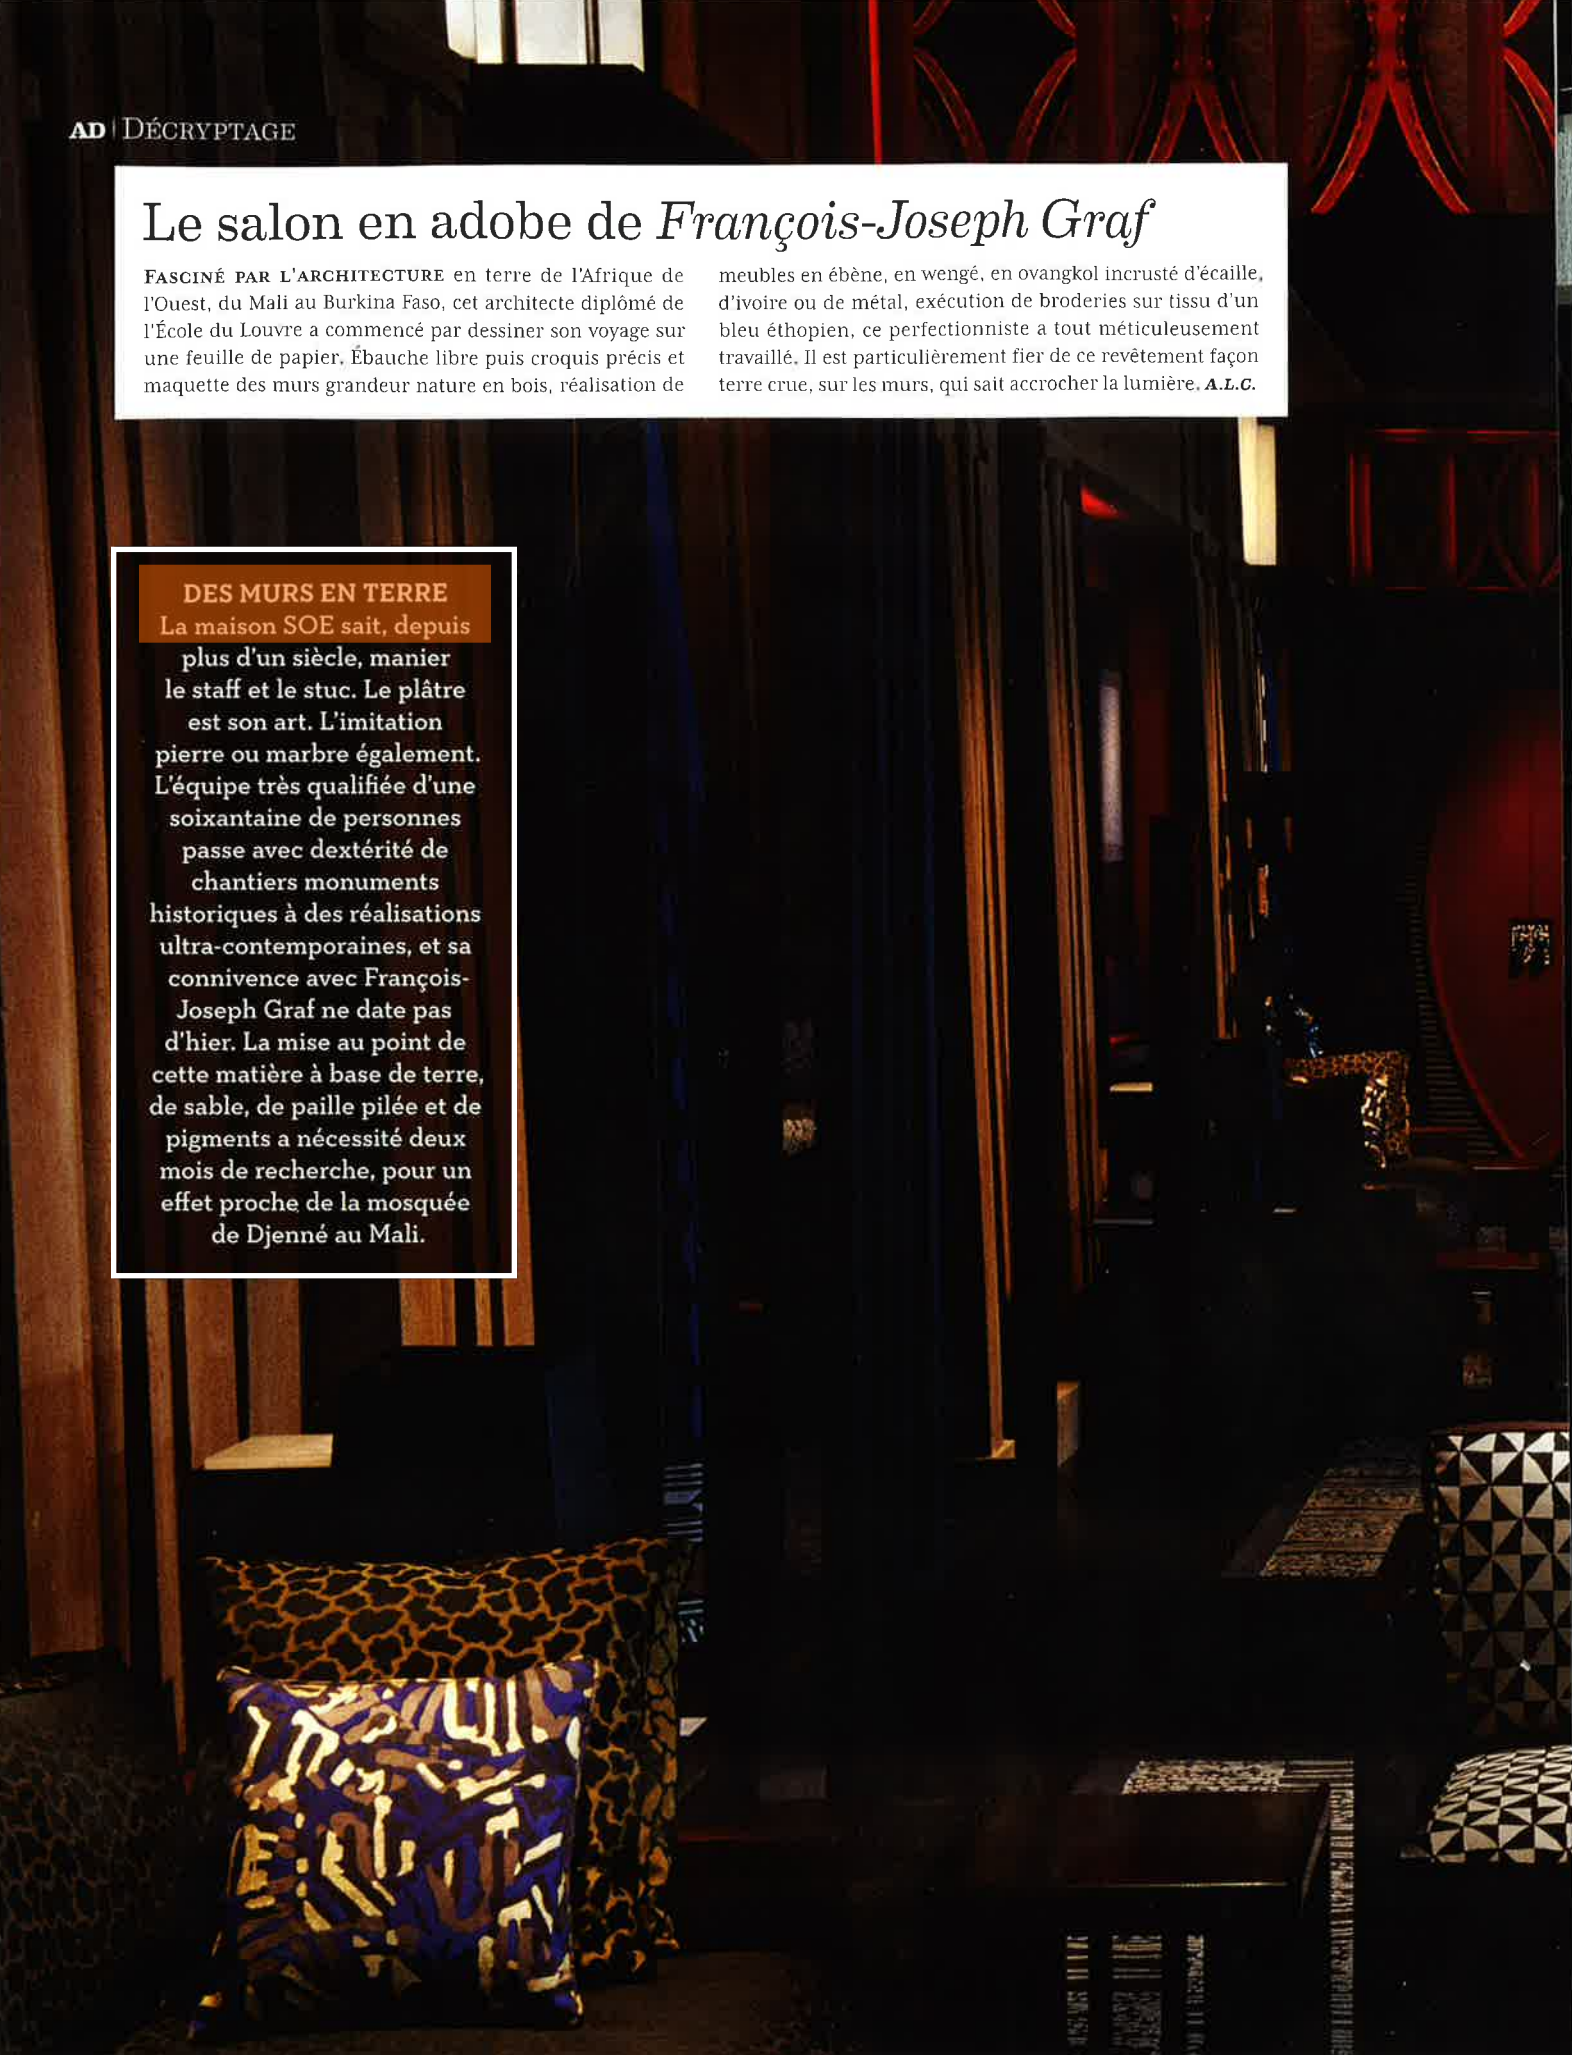 AD | DÉCRYPTAGE
Le salon en adobe de François-Joseph Graf
FASCINÉ PAR L'ARCHITECTURE en terre de l'Afrique de
l'Ouest, du Mali au Burkina Faso, cet architecte diplômé de
l'École du Louvre a commencé par dessiner son voyage sur
une feuille de papier. Ébauche libre puis croquis précis et
maquette des murs grandeur nature en bois, réalisation de
meubles en ébène, en wengé, en ovangkol incrusté d'écaille,
d'ivoire ou de métal, exécution de broderies sur tissu d'un
bleu éthopien, ce perfectionniste a tout méticuleusement
travaillé. Il est particulièrement fier de ce revêtement façon
terre crue, sur les murs, qui sait accrocher la lumière. A.L.C.
DES MURS EN TERRE
La maison SOE sait, depuis
plus d'un siècle, manier
le staff et le stuc. Le plâtre
est son art. L'imitation
pierre ou marbre également.
L'équipe très qualifiée d'une
soixantaine de personnes
passe avec dextérité de
chantiers monuments
historiques à des réalisations
ultra-contemporaines, et sa
connivence avec François-
Joseph Graf ne date pas
d'hier. La mise au point de
cette matière à base de terre,
de sable, de paille pilée et de
pigments a nécessité deux
mois de recherche, pour un
effet proche de la mosquée
de Djenné au Mali.